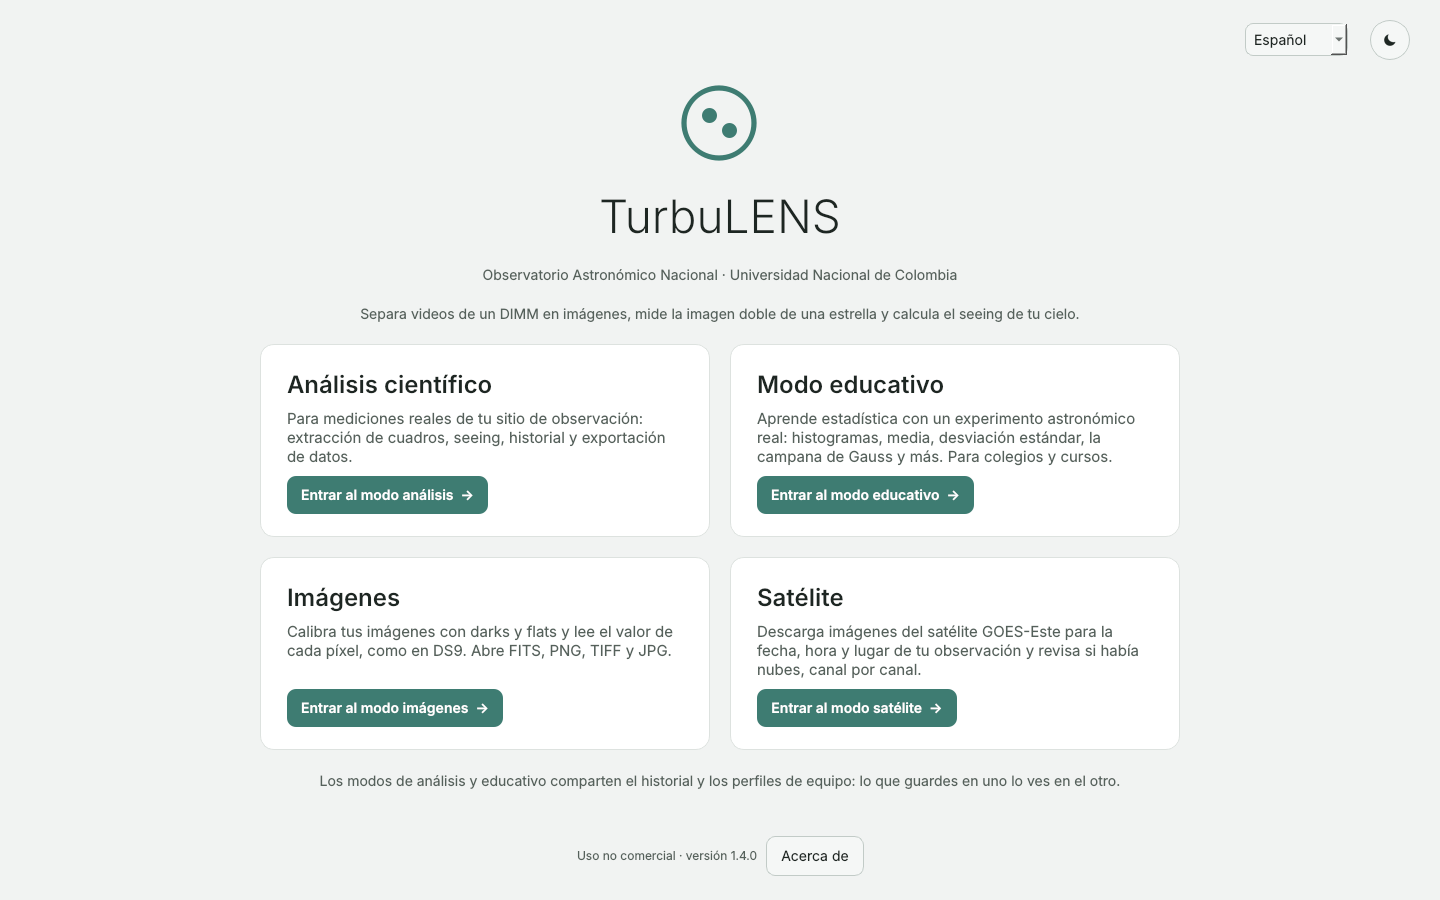 Español
TurbuLENS
Observatorio Astronómico Nacional · Universidad Nacional de Colombia
Separa videos de un DIMM en imágenes, mide la imagen doble de una estrella y calcula el seeing de tu cielo.
Análisis científico
Para mediciones reales de tu sitio de observación:
extracción de cuadros, seeing, historial y exportación
de datos.
Entrar al modo análisis →
Modo educativo
Aprende estadística con un experimento astronómico
real: histogramas, media, desviación estándar, la
campana de Gauss y más. Para colegios y cursos.
Entrar al modo educativo →
Imágenes
Calibra tus imágenes con darks y flats y lee el valor de
cada píxel, como en DS9. Abre FITS, PNG, TIFF y JPG.
Entrar al modo imágenes →
Satélite
Descarga imágenes del satélite GOES-Este para la
fecha, hora y lugar de tu observación y revisa si había
nubes, canal por canal.
Entrar al modo satélite →
Los modos de análisis y educativo comparten el historial y los perfiles de equipo: lo que guardes en uno lo ves en el otro.
Uso no comercial · versión 1.4.0
Acerca de